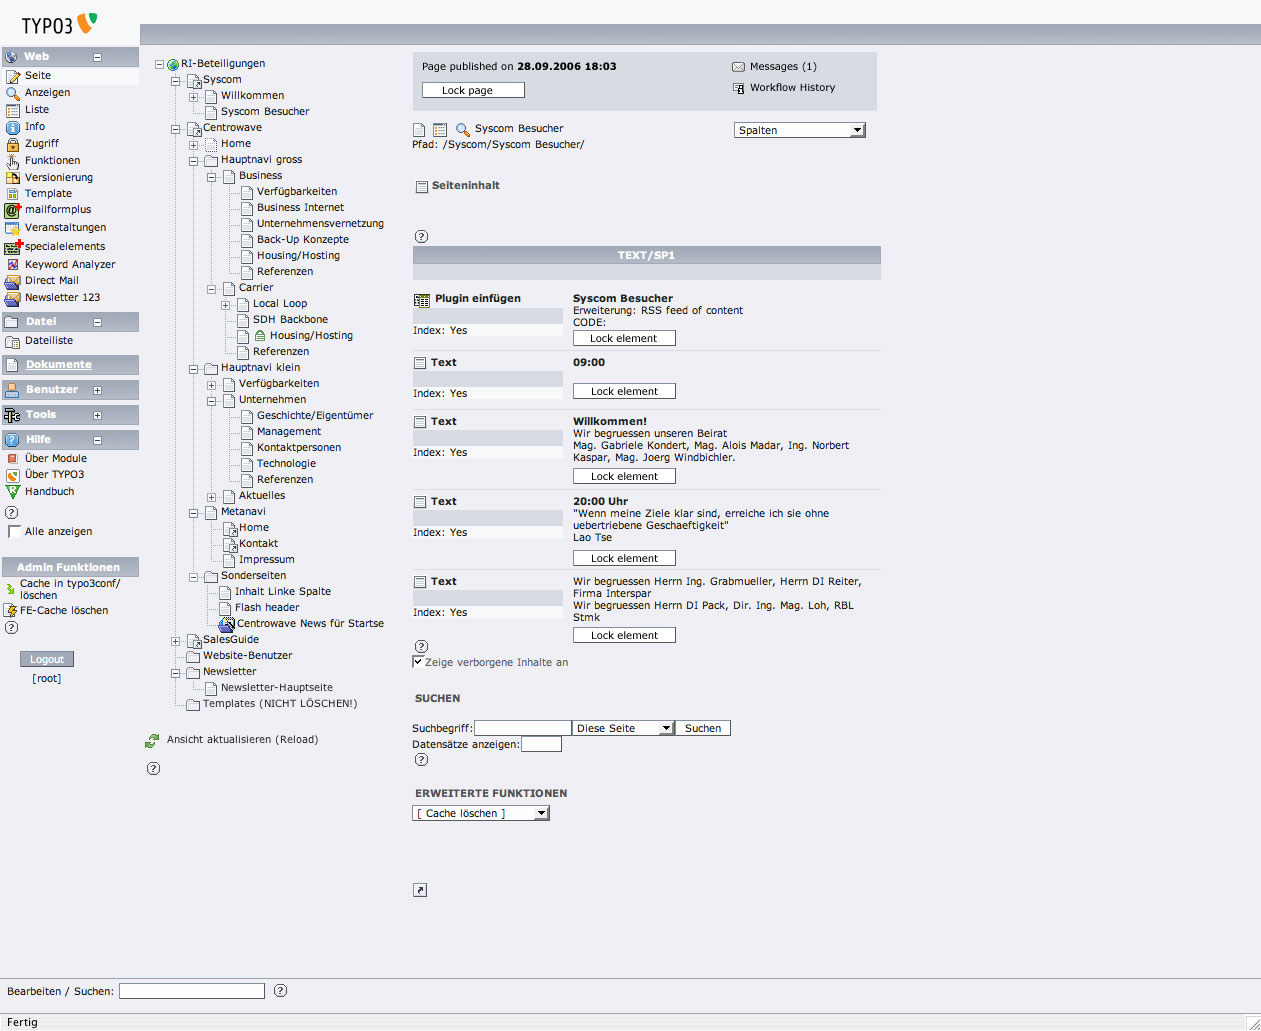 TYPO3
Web
Seite
Anzeigen
Liste
Info
Zugriff
Funktionen
Versionierung
Template
mailformplus
Veranstaltungen
specialelements
Keyword Analyzer
Direct Mail
Newsletter 123
Datei
Dateiliste
Dokumente
Benutzer
Tools
Hilfe
Über Module
Über TYPO3
Handbuch
Alle anzeigen
Admin Funktionen
Cache in typo3conf/
löschen
FE-Cache löschen
Logout
[root]
RI-Beteiligungen
Syscom
Willkommen
Syscom Besucher
Centrowave
Home
Hauptnavi gross
Business
Verfügbarkeiten
Business Internet
Unternehmensvernetzung
Back-Up Konzepte
Housing/Hosting
Referenzen
Carrier
Local Loop
SDH Backbone
Housing/Hosting
Referenzen
Hauptnavi klein
Verfügbarkeiten
Unternehmen
Geschichte/Eigentümer
Management
Kontaktpersonen
Technologie
Referenzen
Aktuelles
Metanavi
Home
Kontakt
Impressum
Sonderseiten
Inhalt Linke Spalte
Flash header
Centrowave News für Startse
SalesGuide
Website-Benutzer
Newsletter
Newsletter-Hauptseite
Templates (NICHT LÖSCHEN!)
Ansicht aktualisieren (Reload)
Page published on 28.09.2006 18:03
Messages (1)
Lock page
Workflow History
Syscom Besucher
Spalten
Pfad: /Syscom/Syscom Besucher/
Seiteninhalt
TEXT/SP1
Plugin einfügen
Index: Yes
Syscom Besucher
Erweiterung: RSS feed of content
CODE:
Lock element
Text
Index: Yes
09:00
Lock element
Text
Index: Yes
Willkommen!
Wir begruessen unseren Beirat
Mag. Gabriele Kondert, Mag. Alois Madar, Ing. Norbert
Kaspar, Mag. Joerg Windbichler.
Lock element
Text
Index: Yes
20:00 Uhr
"Wenn meine Ziele klar sind, erreiche ich sie ohne
uebertriebene Geschaeftigkeit"
Lao Tse
Lock element
Text
Index: Yes
Wir begruessen Herrn Ing. Grabmueller, Herrn DI Reiter,
Firma Interspar
Wir begruessen Herrn DI Pack, Dir. Ing. Mag. Loh, RBL
Stmk
Lock element
Zeige verborgene Inhalte an
SUCHEN
Suchbegriff: Diese Seite Suchen
Datensätze anzeigen:
ERWEITERTE FUNKTIONEN
[ Cache löschen ]
Bearbeiten / Suchen:
Fertig